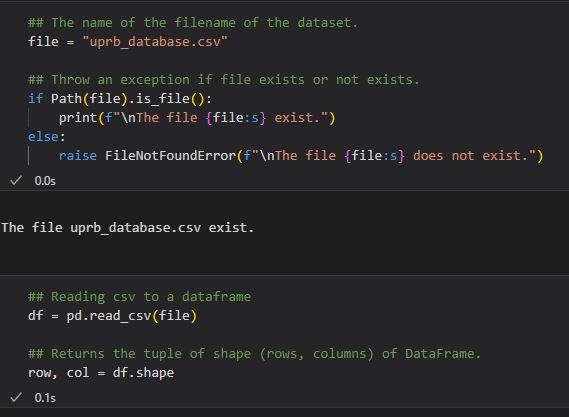 ## The name of the filename of the dataset.
file = "uprb_database.csv"
## Throw an exception if file exists or not exists.
if Path(file).is_file():
    print(f"\nThe file {file:s} exist.")
else:
    raise FileNotFoundError(f"\nThe file {file:s} does not exist.")
0.0s
The file uprb_database.csv exist.
## Reading csv to a dataframe
df = pd.read_csv(file)
## Returns the tuple of shape (rows, columns) of DataFrame.
row, col = df.shape
0.1s